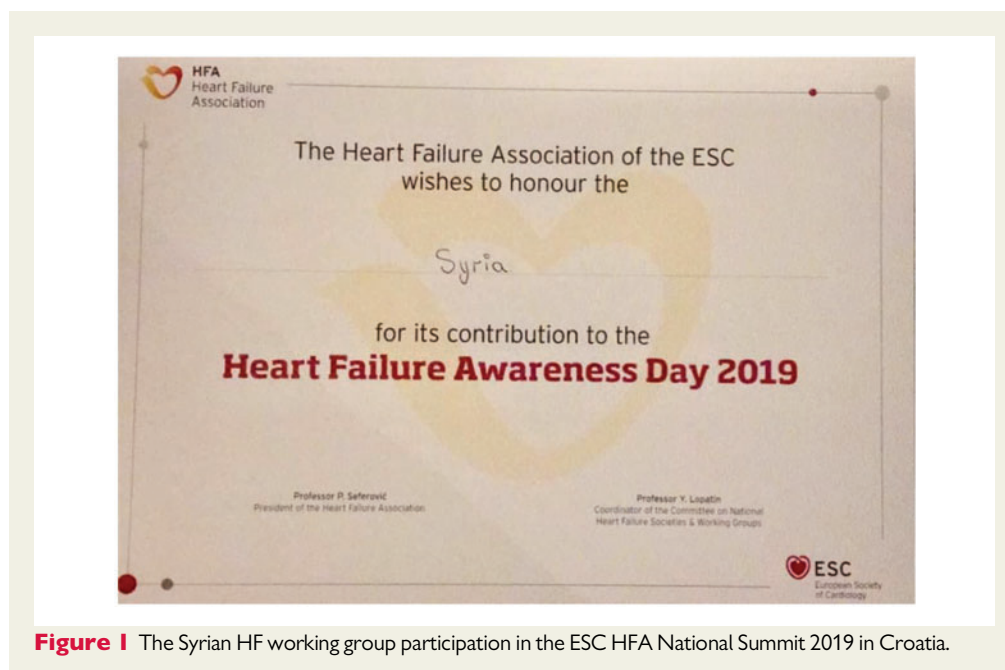 HFA
Heart Failure
Association
The Heart Failure Association of the ESC
wishes to honour the
Syria
for its contribution to the
Heart Failure Awareness Day 2019
Professor P. Seferović
President of the Heart Failure Association
Professor Y. Lopatin
Coordinator of the Committee on National
Heart Failure Societies & Working Groups
ESC
European Society
of Cardiology
Figure 1 The Syrian HF working group participation in the ESC HFA National Summit 2019 in Croatia.